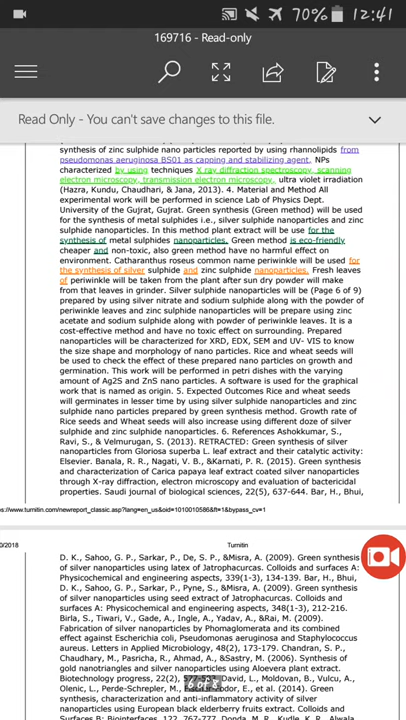 70% 12:41
169716 - Read-only
Read Only - You can't save changes to this file.
synthesis of zinc sulphide nano particles reported by using rhannolipids from
pseudomonas aeruginosa BS01 as capping and stabilizing agent. NPs
characterized by using techniques X ray diffraction spectroscopy, scanning
electron microscopy, transmission electron microscopy, ultra violet irradiation
(Hazra, Kundu, Chaudhari, & Jana, 2013). 4. Material and Method All
experimental work will be performed in science Lab of Physics Dept.
University of the Gujrat, Gujrat. Green synthesis (Green method) will be used
for the synthesis of metal sulphides i.e., silver sulphide nanoparticles and zinc
sulphide nanoparticles. In this method plant extract will be use for the
synthesis of metal sulphides nanoparticles. Green method is eco-friendly
cheaper and non-toxic, also green method have no harmful effect on
environment. Catharanthus roseus common name periwinkle will be used for
the synthesis of silver sulphide and zinc sulphide nanoparticles. Fresh leaves
of periwinkle will be taken from the plant after sun dry powder will make
from that leaves in grinder. Silver sulphide nanoparticles will be (Page 6 of 9)
prepared by using silver nitrate and sodium sulphide along with the powder of
periwinkle leaves and zinc sulphide nanoparticles will be prepare using zinc
acetate and sodium sulphide along with powder of periwinkle leaves. It is a
cost-effective method and have no toxic effect on surrounding. Prepared
nanoparticles will be characterized for XRD, EDX, SEM and UV- VIS to know
the size shape and morphology of nano particles. Rice and wheat seeds will
be used to check the effect of these prepared nano particles on growth and
germination. This work will be performed in petri dishes with the varying
amount of Ag2S and ZnS nano particles. A software is used for the graphical
work that is named as origin. 5. Expected Outcomes Rice and wheat seeds
will germinates in lesser time by using silver sulphide nanoparticles and zinc
sulphide nano particles prepared by green synthesis method. Growth rate of
Rice seeds and Wheat seeds will also increase using different doze of silver
sulphide and zinc sulphide nanoparticles. 6. References Ashokkumar, S.,
Ravi, S., & Velmurugan, S. (2013). RETRACTED: Green synthesis of silver
nanoparticles from Gloriosa superba L. leaf extract and their catalytic activity:
Elsevier. Banala, R. R., Nagati, V. B., &Karnati, P. R. (2015). Green synthesis
and characterization of Carica papaya leaf extract coated silver nanoparticles
through X-ray diffraction, electron microscopy and evaluation of bactericidal
properties. Saudi journal of biological sciences, 22(5), 637-644. Bar, H., Bhui,
s://www.turnitin.com/newreport_classic.asp?lang=en_us&oid=1010010586&ft=1&bypass_cv=1
0/2018 Turnitin
D. K., Sahoo, G. P., Sarkar, P., De, S. P., &Misra, A. (2009). Green synthesis
of silver nanoparticles using latex of Jatrophacurcas. Colloids and surfaces A:
Physicochemical and engineering aspects, 339(1-3), 134-139. Bar, H., Bhui,
D. K., Sahoo, G. P., Sarkar, P., Pyne, S., &Misra, A. (2009). Green synthesis
of silver nanoparticles using seed extract of Jatrophacurcas. Colloids and
surfaces A: Physicochemical and engineering aspects, 348(1-3), 212-216.
Birla, S., Tiwari, V., Gade, A., Ingle, A., Yadav, A., &Rai, M. (2009).
Fabrication of silver nanoparticles by Phomaglomerata and its combined
effect against Escherichia coli, Pseudomonas aeruginosa and Staphylococcus
aureus. Letters in Applied Microbiology, 48(2), 173-179. Chandran, S. P.,
Chaudhary, M., Pasricha, R., Ahmad, A., &Sastry, M. (2006). Synthesis of
gold nanotriangles and silver nanoparticles using Aloevera plant extract.
Biotechnology progress, 22(2), 577-583. David, L., Moldovan, B., Vulcu, A.,
Olenic, L., Perde-Schrepler, M., Fodor, E., et al. (2014). Green
synthesis, characterization and anti-inflammatory activity of silver
nanoparticles using European black elderberry fruits extract. Colloids and
Surfaces B: Biointerfaces, 122, 767-777. Donda, M. R., Kudle, K. R., Alwala,